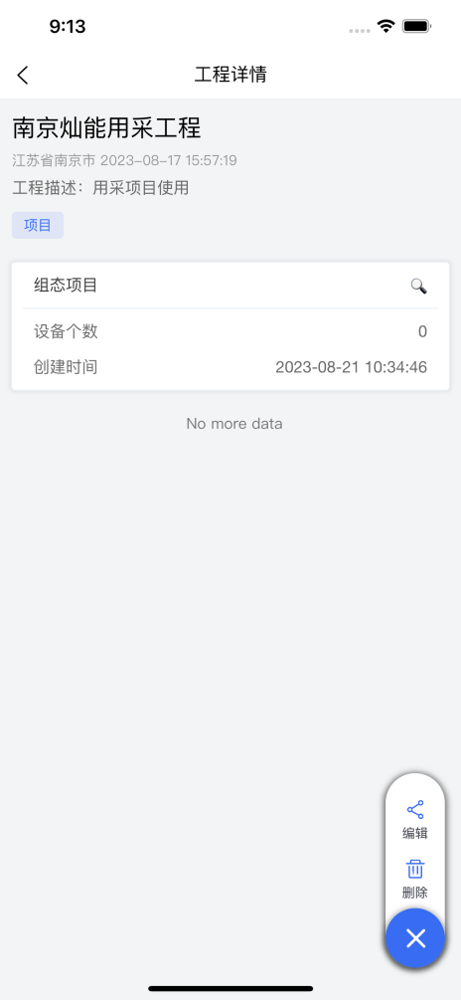 9:13
工程详情
南京灿能用采工程
江苏省南京市 2023-08-17 15:57:19
工程描述：用采项目使用
项目
组态项目
设备个数 0
创建时间 2023-08-21 10:34:46
No more data
编辑
删除